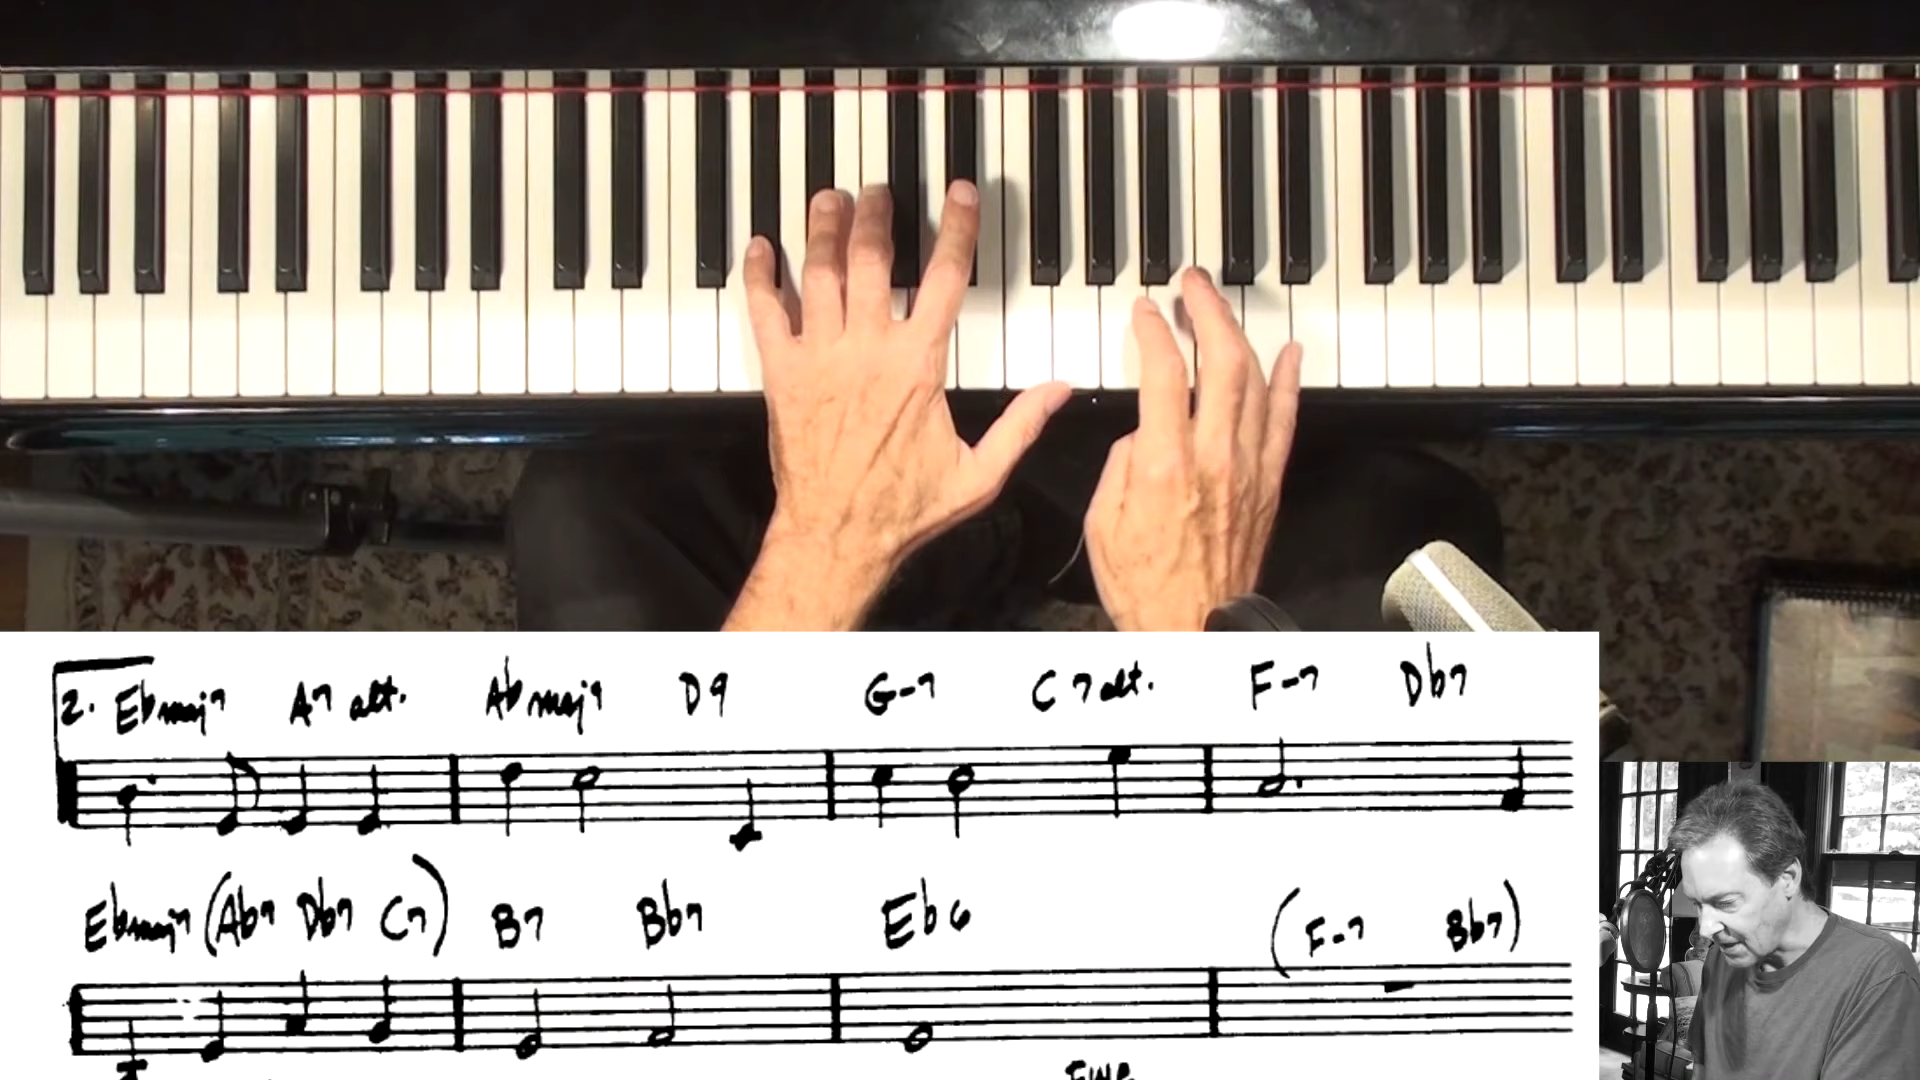 2. Ebmaj7 A7 alt. Abmaj7 D9 G-7 C7alt. F-7 Db7
Ebmaj7 (Ab7 Db7 C7) B7 Bb7 Eb6 (F-7 Bb7)